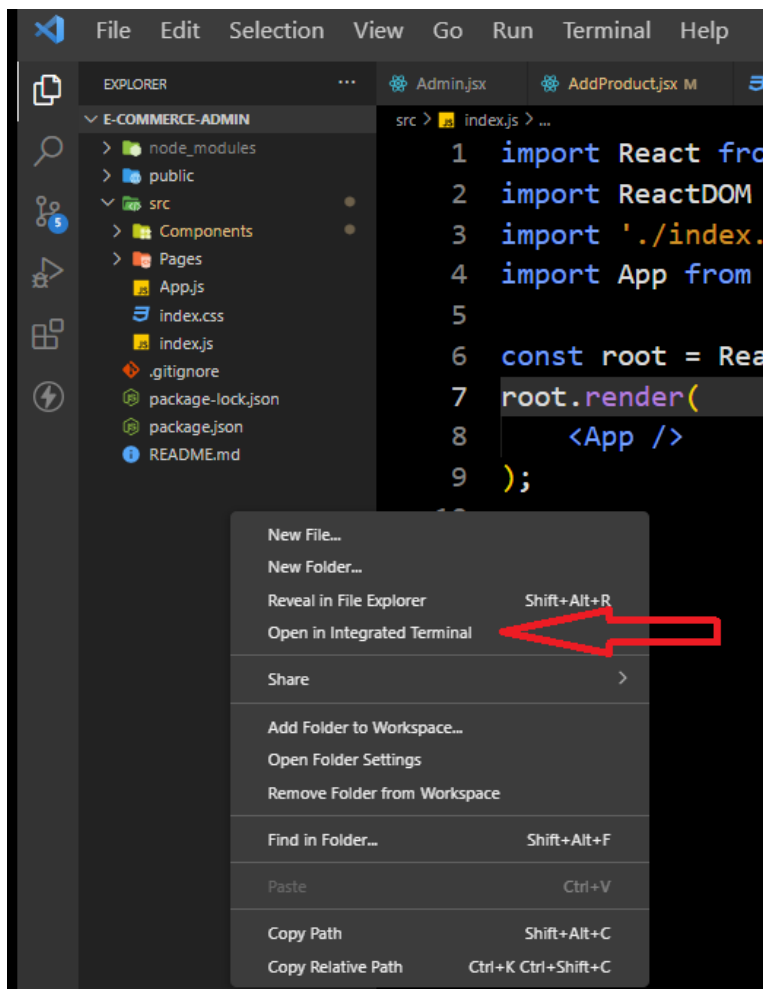 File Edit Selection View Go Run Terminal Help
EXPLORER ...
Admin.jsx AddProduct.jsx M
E-COMMERCE-ADMIN
node_modules
public
src
Components
Pages
App.js
index.css
index.js
.gitignore
package-lock.json
package.json
README.md
5
src > JS index.js > ...
1 import React fro
2 import ReactDOM
3 import './index.
4 import App from
5
6 const root = Rea
7 root.render(
8 <App />
9 );
New File...
New Folder...
Reveal in File Explorer Shift+Alt+R
Open in Integrated Terminal
Share
Add Folder to Workspace...
Open Folder Settings
Remove Folder from Workspace
Find in Folder... Shift+Alt+F
Paste Ctrl+V
Copy Path Shift+Alt+C
Copy Relative Path Ctrl+K Ctrl+Shift+C